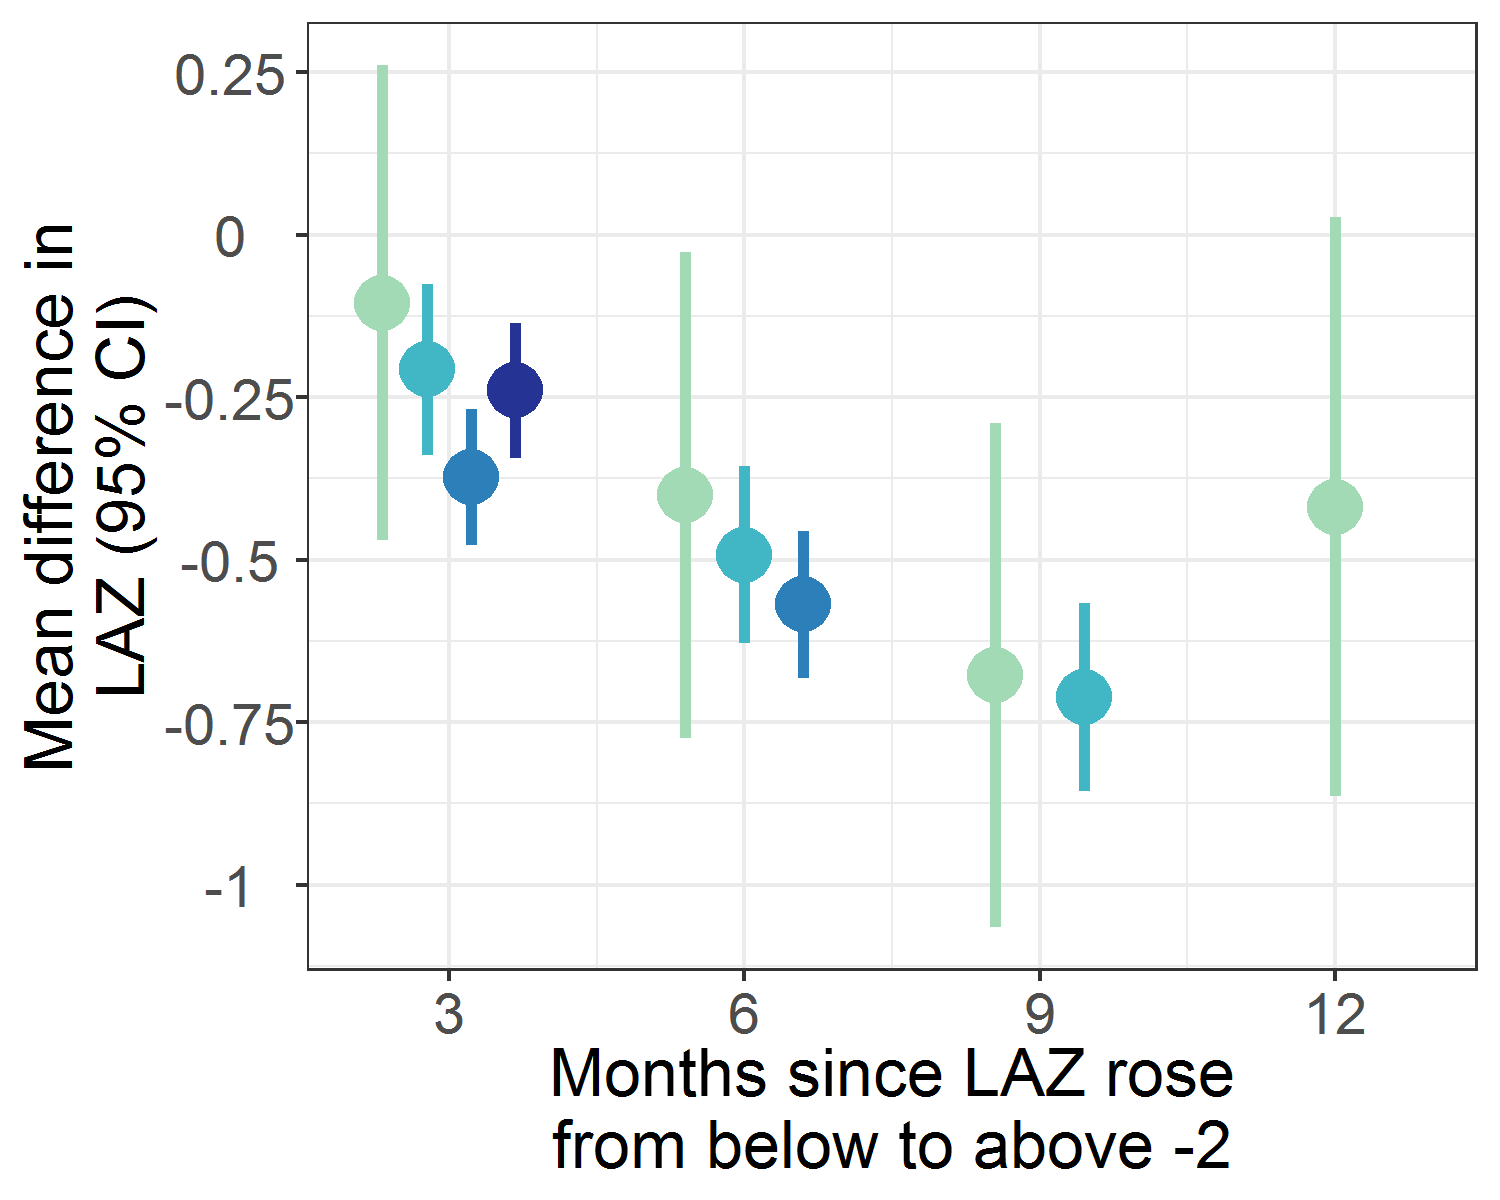 Mean difference in
LAZ (95% CI)
0.25
0
-0.25
-0.5
-0.75
-1
3 6 9 12
Months since LAZ rose
from below to above -2